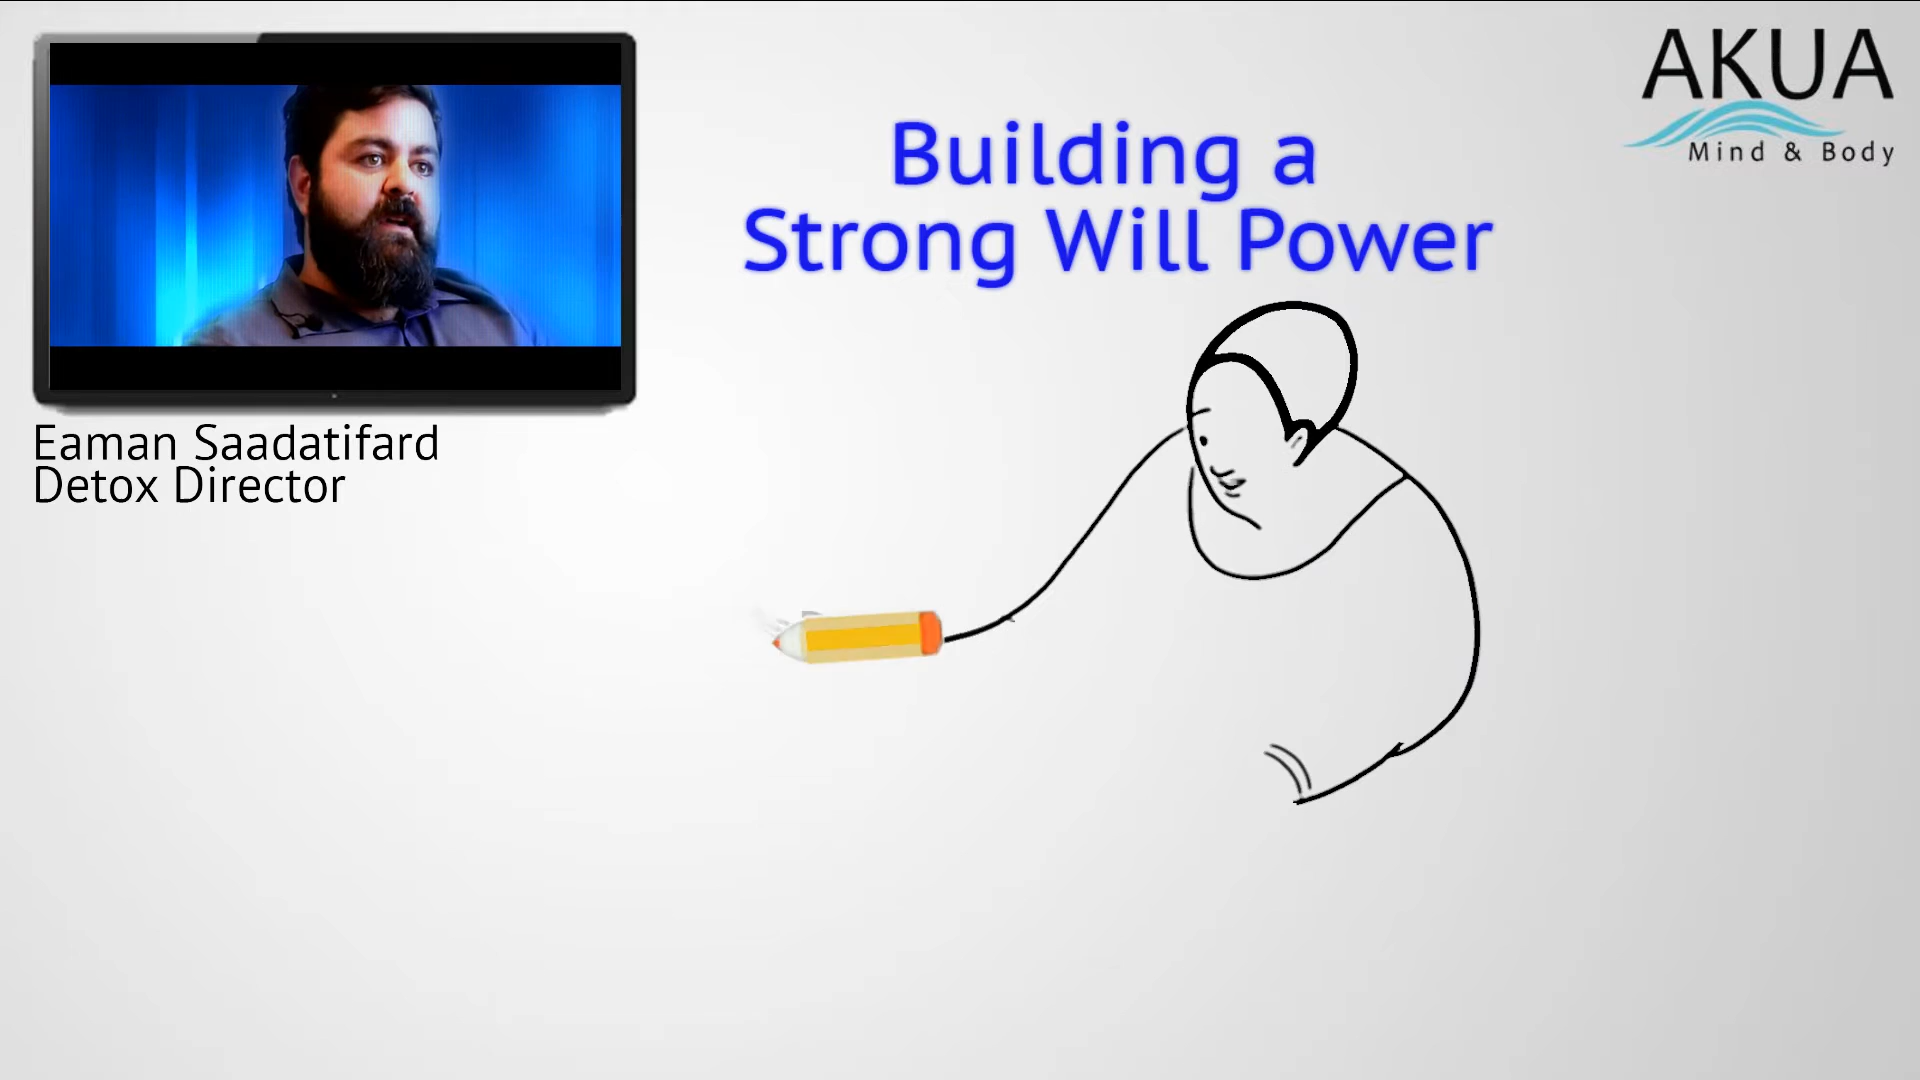 AKUA
Mind & Body
Building a
Strong Will Power
Eaman Saadatifard
Detox Director